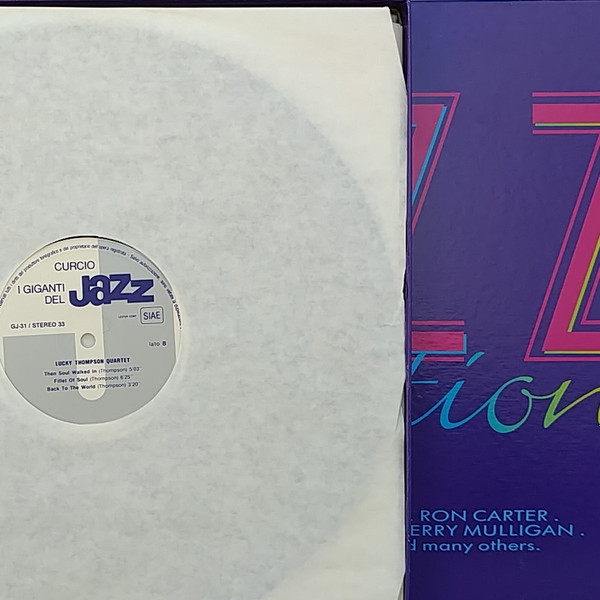 CURCIO
I GIGANTI
DEL
JaZZ
GJ-31 / STEREO 33
SIAE
lato B
LUCKY THOMPSON QUARTET
Then Soul Walked In (Thompson) 5'03"
Fillet Of Soul (Thompson) 6'25"
Back To The World (Thompson) 3'20"
Z Z
tion
. RON CARTER .
ERRY MULLIGAN .
d many others.